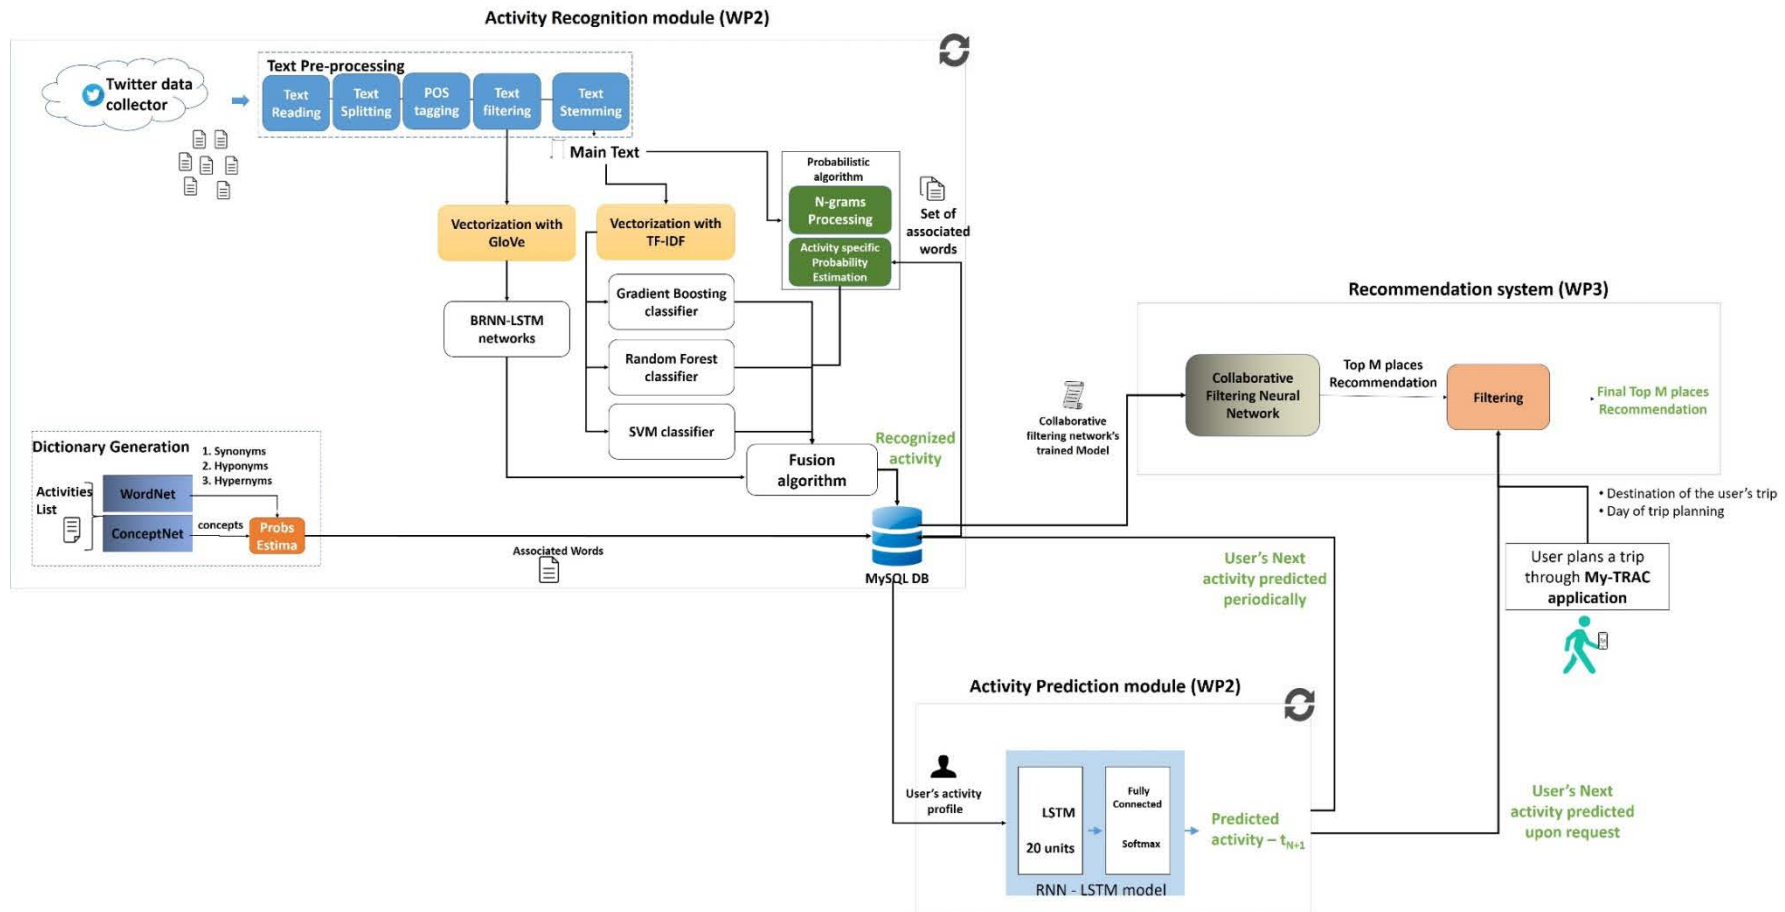 Activity Recognition module (WP2)
Twitter data
collector
Text Pre-processing
Text
Reading
Text
Splitting
POS
tagging
Text
filtering
Text
Stemming
Main Text
Probabilistic
algorithm
N-grams
Processing
Activity specific
Probability
Estimation
Set of
associated
words
Vectorization with
GloVe
Vectorization with
TF-IDF
BRNN-LSTM
networks
Gradient Boosting
classifier
Random Forest
classifier
SVM classifier
Fusion
algorithm
Recognized
activity
Dictionary Generation
1. Synonyms
2. Hyponyms
3. Hypernyms
Activities
List
WordNet
ConceptNet
concepts
Probs
Estima
Associated Words
MySQL DB
Recommendation system (WP3)
Collaborative
filtering network's
trained Model
Collaborative
Filtering Neural
Network
Top M places
Recommendation
Filtering
Final Top M places
Recommendation
• Destination of the user's trip
• Day of trip planning
User plans a trip
through My-TRAC
application
User's Next
activity predicted
periodically
Activity Prediction module (WP2)
User's activity
profile
LSTM
20 units
Fully
Connected
Softmax
RNN - LSTM model
Predicted
activity – tN+1
User's Next
activity predicted
upon request